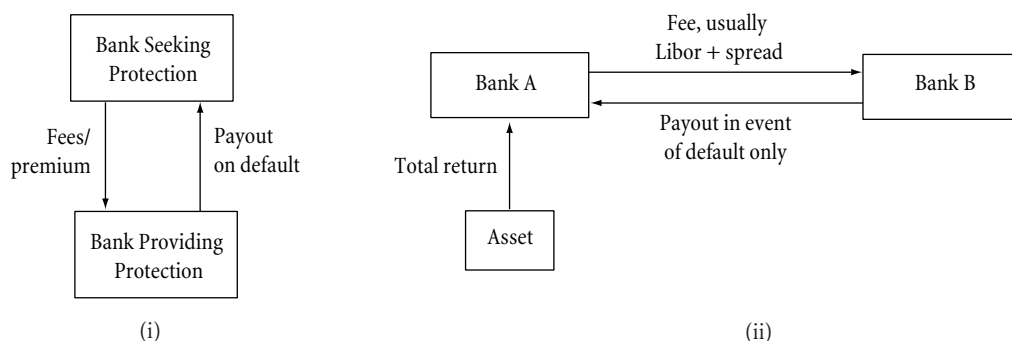 Bank Seeking
Protection
Fees/
premium
Payout
on default
Bank Providing
Protection
(i)
Fee, usually
Libor + spread
Bank A
Bank B
Payout in event
of default only
Total return
Asset
(ii)